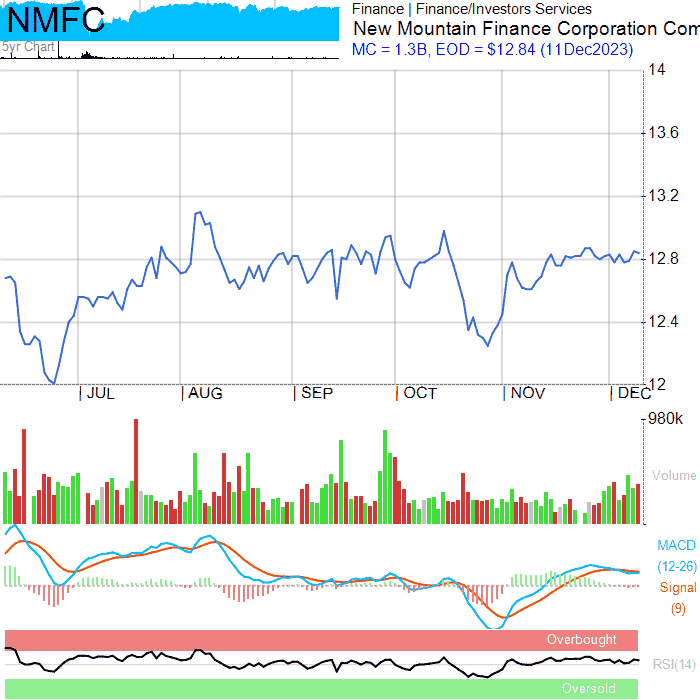 NMFC
5yr Chart
Finance | Finance/Investors Services
New Mountain Finance Corporation Com
MC = 1.3B, EOD = $12.84 (11Dec2023)
14
13.6
13.2
12.8
12.4
12
JUL
AUG
SEP
OCT
NOV
DEC
980k
Volume
MACD
(12-26)
Signal
(9)
Overbought
RSI(14)
Oversold